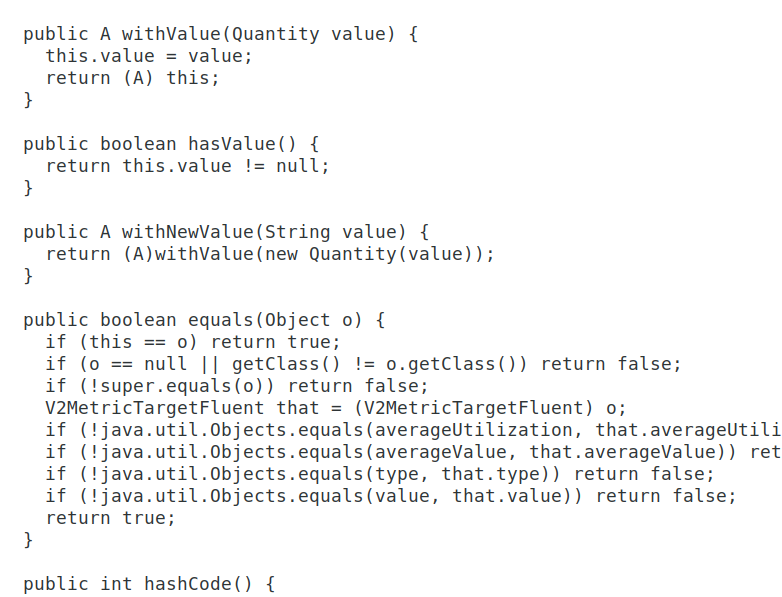 public A withValue(Quantity value) {
  this.value = value;
  return (A) this;
}

public boolean hasValue() {
  return this.value != null;
}

public A withNewValue(String value) {
  return (A)withValue(new Quantity(value));
}

public boolean equals(Object o) {
  if (this == o) return true;
  if (o == null || getClass() != o.getClass()) return false;
  if (!super.equals(o)) return false;
  V2MetricTargetFluent that = (V2MetricTargetFluent) o;
  if (!java.util.Objects.equals(averageUtilization, that.averageUtili
  if (!java.util.Objects.equals(averageValue, that.averageValue)) ret
  if (!java.util.Objects.equals(type, that.type)) return false;
  if (!java.util.Objects.equals(value, that.value)) return false;
  return true;
}

public int hashCode() {